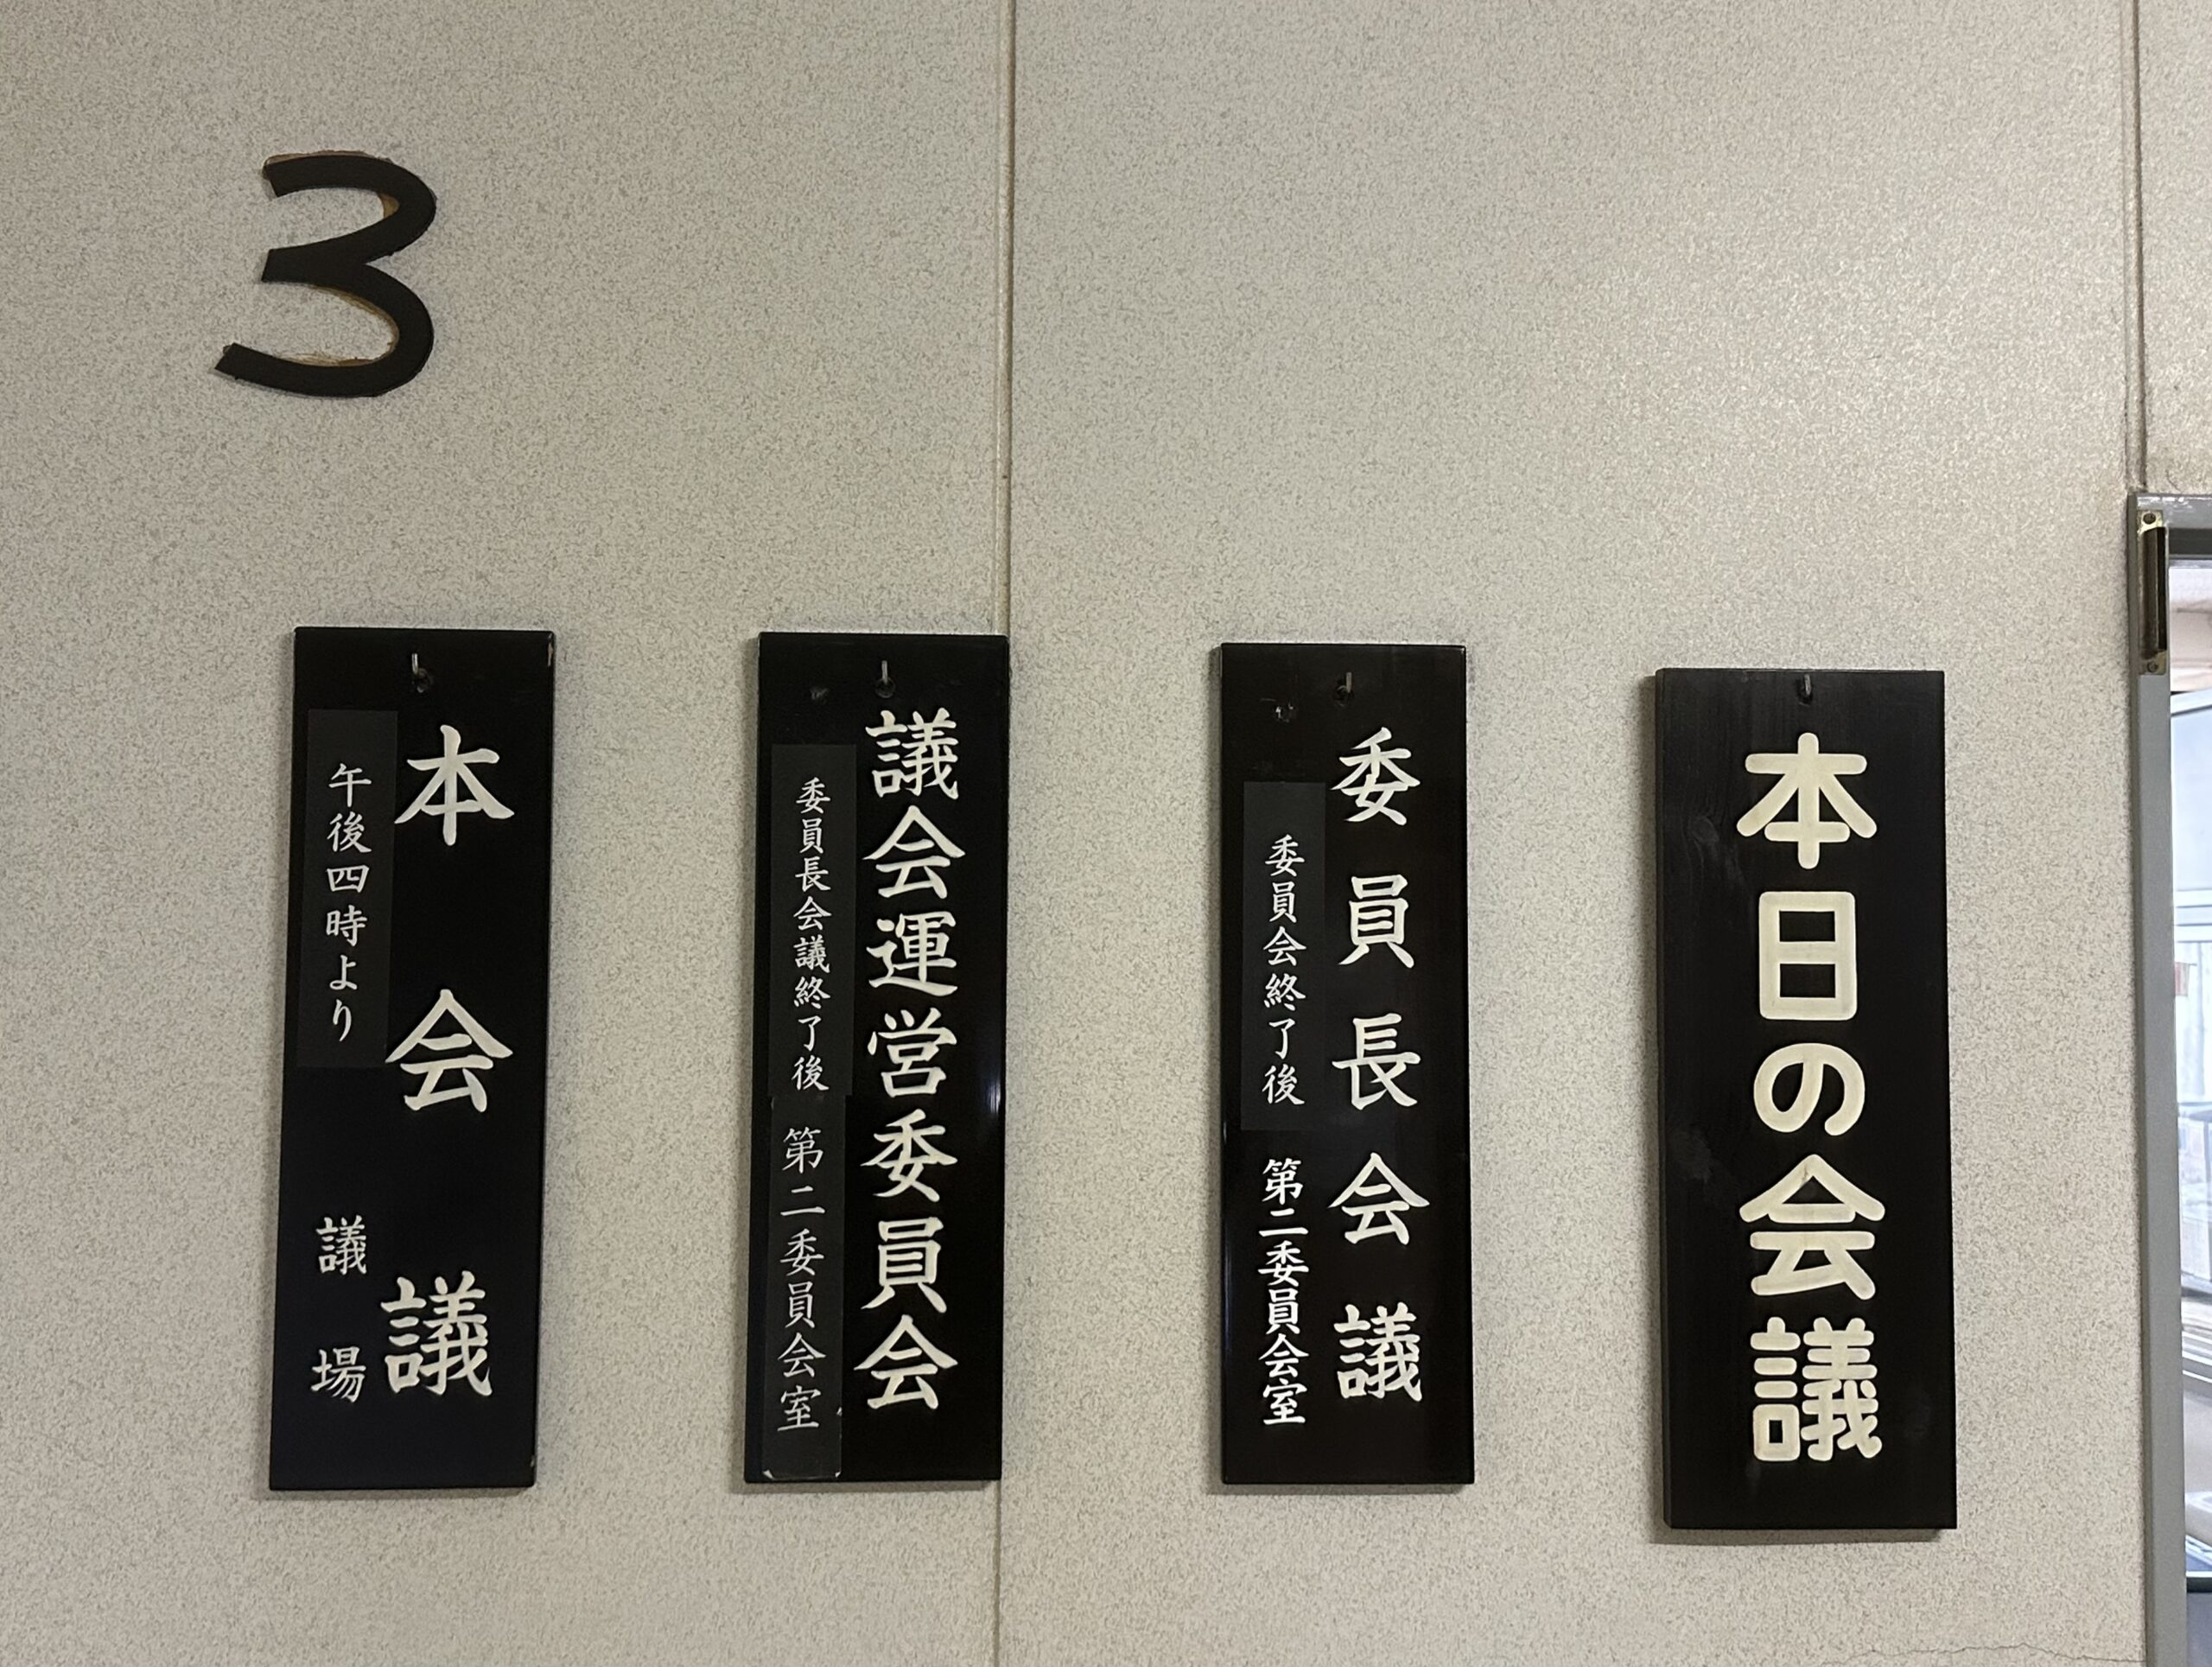 3
本日の会議
委員長会議
委員会終了後
第二委員会室
議会運営委員会
委員長会議終了後
第二委員会室
本会議
午後四時より
議場